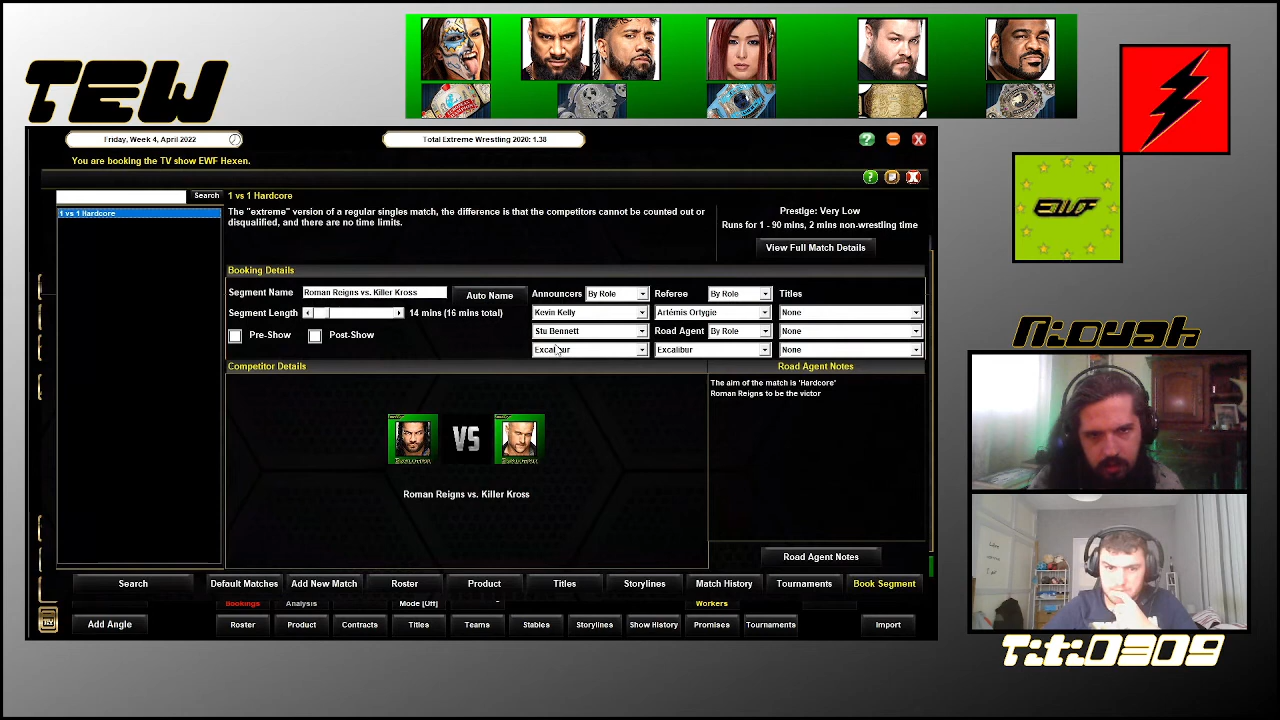 TEW
Friday, Week 4, April 2022
Total Extreme Wrestling 2020: 1.38
You are booking the TV show EWF Hexen.
Search
1 vs 1 Hardcore
1 vs 1 Hardcore
The "extreme" version of a regular singles match, the difference is that the competitors cannot be counted out or
disqualified, and there are no time limits.
Prestige: Very Low
Runs for 1 - 90 mins, 2 mins non-wrestling time
View Full Match Details
Booking Details
Segment Name Roman Reigns vs. Killer Kross Auto Name Announcers By Role Referee By Role Titles
Segment Length 14 mins (16 mins total) Kevin Kelly Artémis Ortygie None
Pre-Show Post-Show Stu Bennett Road Agent By Role None
Excalibur Excalibur None
Competitor Details
Road Agent Notes
The aim of the match is 'Hardcore'
Roman Reigns to be the victor
VS
Roman Reigns vs. Killer Kross
Road Agent Notes
Search Default Matches Add New Match Roster Product Titles Storylines Match History Tournaments Book Segment
Bookings Analysis Mode [Off] Workers
Add Angle Roster Product Contracts Titles Teams Stables Storylines Show History Promises Tournaments Import
EWF
N:oyah
T:t:0309